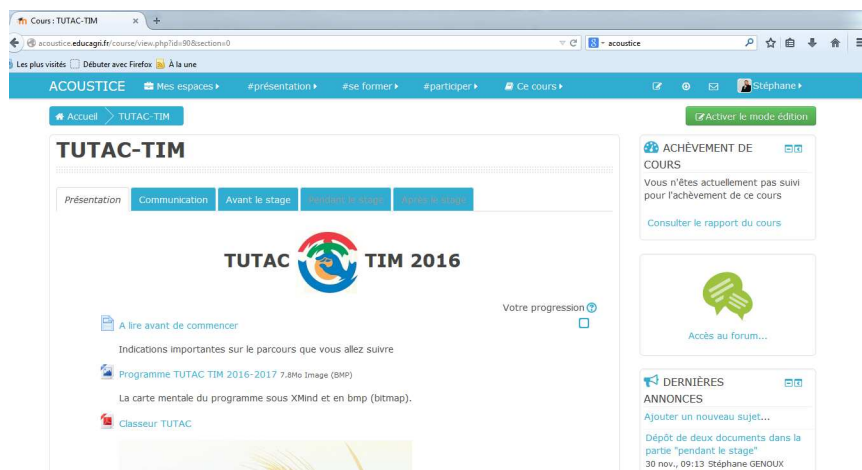 Cours : TUTAC-TIM
acoustice.educagri.fr/course/view.php?id=90&section=0
acoustice
Les plus visités Débuter avec Firefox À la une
ACOUSTICE Mes espaces #présentation #se former #participer Ce cours Stéphane
Accueil TUTAC-TIM
Activer le mode édition
TUTAC-TIM
Présentation Communication Avant le stage Pendant le stage Après le stage
TUTAC TIM 2016
Votre progression
A lire avant de commencer
Indications importantes sur le parcours que vous allez suivre
Programme TUTAC TIM 2016-2017 7.8Mo Image (BMP)
La carte mentale du programme sous XMind et en bmp (bitmap).
Classeur TUTAC
ACHÈVEMENT DE
COURS
Vous n'êtes actuellement pas suivi
pour l'achèvement de ce cours
Consulter le rapport du cours
Accès au forum...
DERNIÈRES
ANNONCES
Ajouter un nouveau sujet...
Dépôt de deux documents dans la
partie "pendant le stage"
30 nov., 09:13 Stéphane GENOUX